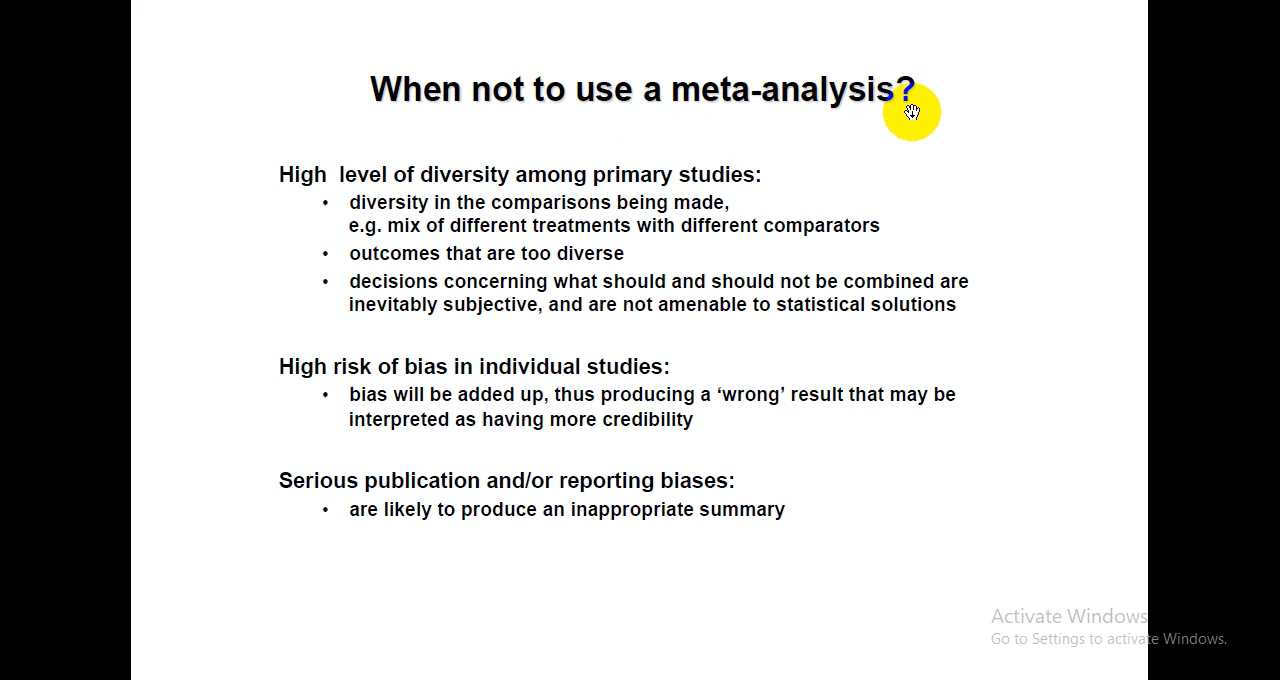 When not to use a meta-analysis?
High level of diversity among primary studies:
• diversity in the comparisons being made,
e.g. mix of different treatments with different comparators
• outcomes that are too diverse
• decisions concerning what should and should not be combined are
inevitably subjective, and are not amenable to statistical solutions
High risk of bias in individual studies:
• bias will be added up, thus producing a ‘wrong’ result that may be
interpreted as having more credibility
Serious publication and/or reporting biases:
• are likely to produce an inappropriate summary
Activate Windows
Go to Settings to activate Windows.